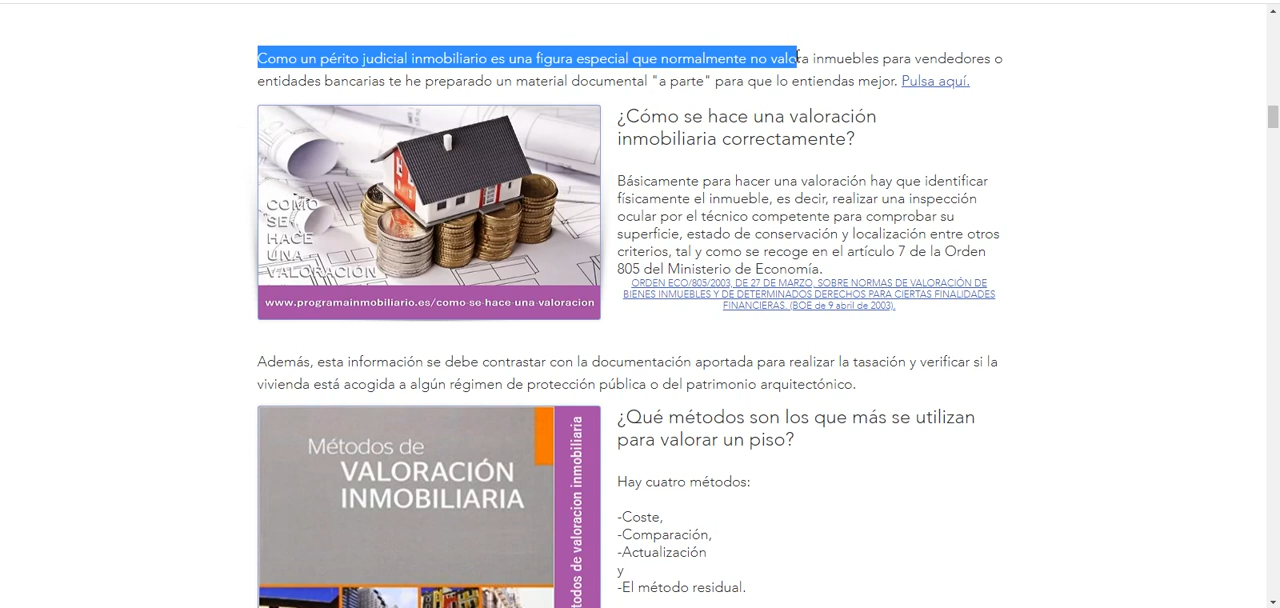 Como un périto judicial inmobiliario es una figura especial que normalmente no valora inmuebles para vendedores o
entidades bancarias te he preparado un material documental "a parte" para que lo entiendas mejor. Pulsa aquí.
COMO
SE
HACE
UNA
VALORACION
www.programainmobiliario.es/como-se-hace-una-valoracion
¿Cómo se hace una valoración
inmobiliaria correctamente?
Básicamente para hacer una valoración hay que identificar
físicamente el inmueble, es decir, realizar una inspección
ocular por el técnico competente para comprobar su
superficie, estado de conservación y localización entre otros
criterios, tal y como se recoge en el artículo 7 de la Orden
805 del Ministerio de Economía.
ORDEN ECO/805/2003, DE 27 DE MARZO, SOBRE NORMAS DE VALORACIÓN DE
BIENES INMUEBLES Y DE DETERMINADOS DERECHOS PARA CIERTAS FINALIDADES
FINANCIERAS. (BOE de 9 abril de 2003).
Además, esta información se debe contrastar con la documentación aportada para realizar la tasación y verificar si la
vivienda está acogida a algún régimen de protección pública o del patrimonio arquitectónico.
Métodos de
VALORACIÓN
INMOBILIARIA
todos de valoracion inmobiliaria
¿Qué métodos son los que más se utilizan
para valorar un piso?
Hay cuatro métodos:
-Coste,
-Comparación,
-Actualización
y
-El método residual.